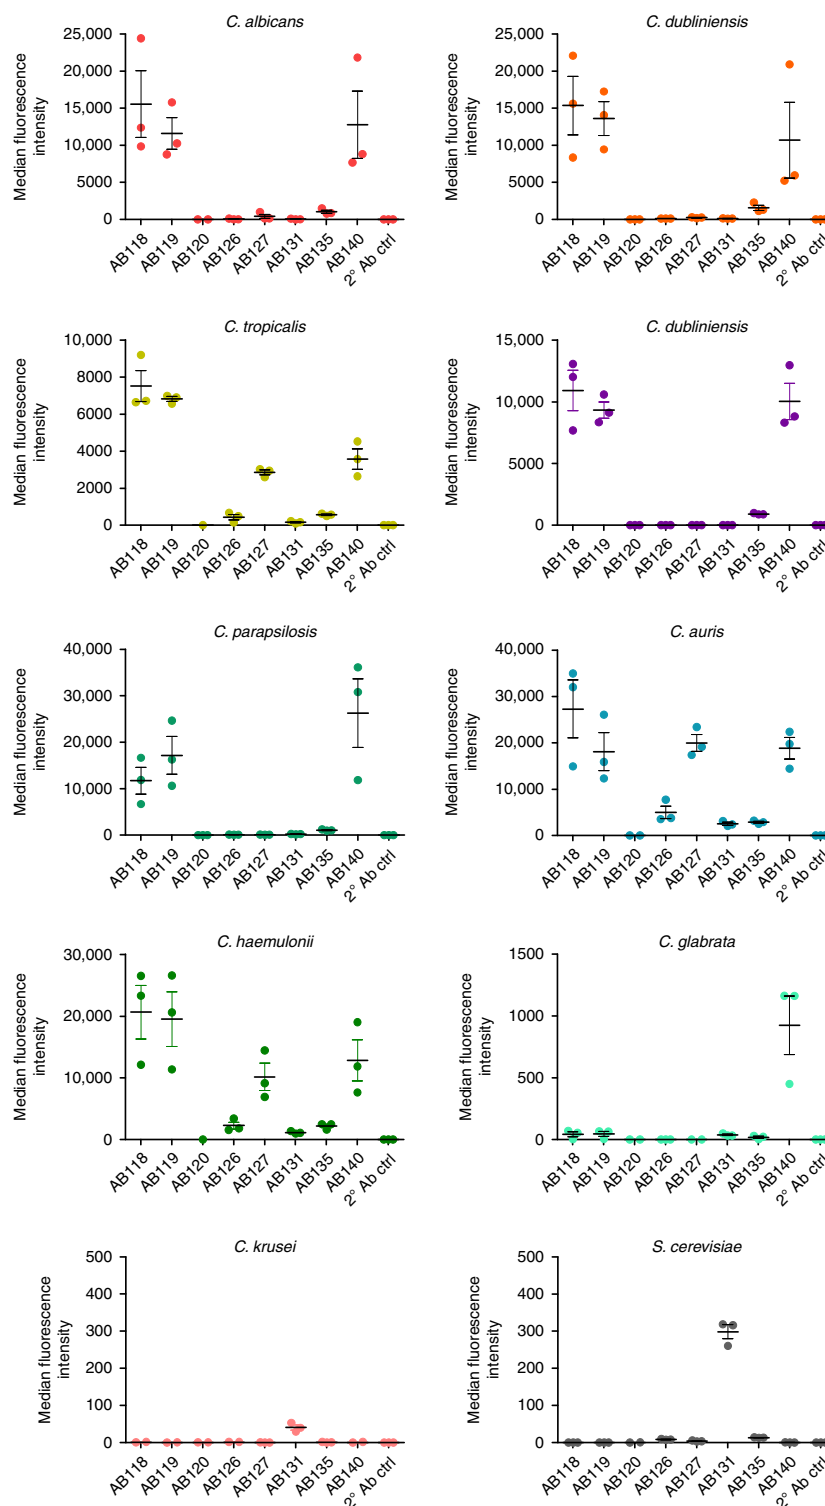 C. albicans
Median fluorescence
intensity
25,000
20,000
15,000
10,000
5000
0
AB118
AB119
AB120
AB126
AB127
AB131
AB135
AB140
2° Ab ctrl
C. dubliniensis
Median fluorescence
intensity
25,000
20,000
15,000
10,000
5000
0
AB118
AB119
AB120
AB126
AB127
AB131
AB135
AB140
2° Ab ctrl
C. tropicalis
Median fluorescence
intensity
10,000
8000
6000
4000
2000
0
AB118
AB119
AB120
AB126
AB127
AB131
AB135
AB140
2° Ab ctrl
C. dubliniensis
Median fluorescence
intensity
15,000
10,000
5000
0
AB118
AB119
AB120
AB126
AB127
AB131
AB135
AB140
2° Ab ctrl
C. parapsilosis
Median fluorescence
intensity
40,000
30,000
20,000
10,000
0
AB118
AB119
AB120
AB126
AB127
AB131
AB135
AB140
2° Ab ctrl
C. auris
Median fluorescence
intensity
40,000
30,000
20,000
10,000
0
AB118
AB119
AB120
AB126
AB127
AB131
AB135
AB140
2° Ab ctrl
C. haemulonii
Median fluorescence
intensity
30,000
20,000
10,000
0
AB118
AB119
AB120
AB126
AB127
AB131
AB135
AB140
2° Ab ctrl
C. glabrata
Median fluorescence
intensity
1500
1000
500
0
AB118
AB119
AB120
AB126
AB127
AB131
AB135
AB140
2° Ab ctrl
C. krusei
Median fluorescence
intensity
500
400
300
200
100
0
AB118
AB119
AB120
AB126
AB127
AB131
AB135
AB140
2° Ab ctrl
S. cerevisiae
Median fluorescence
intensity
500
400
300
200
100
0
AB118
AB119
AB120
AB126
AB127
AB131
AB135
AB140
2° Ab ctrl